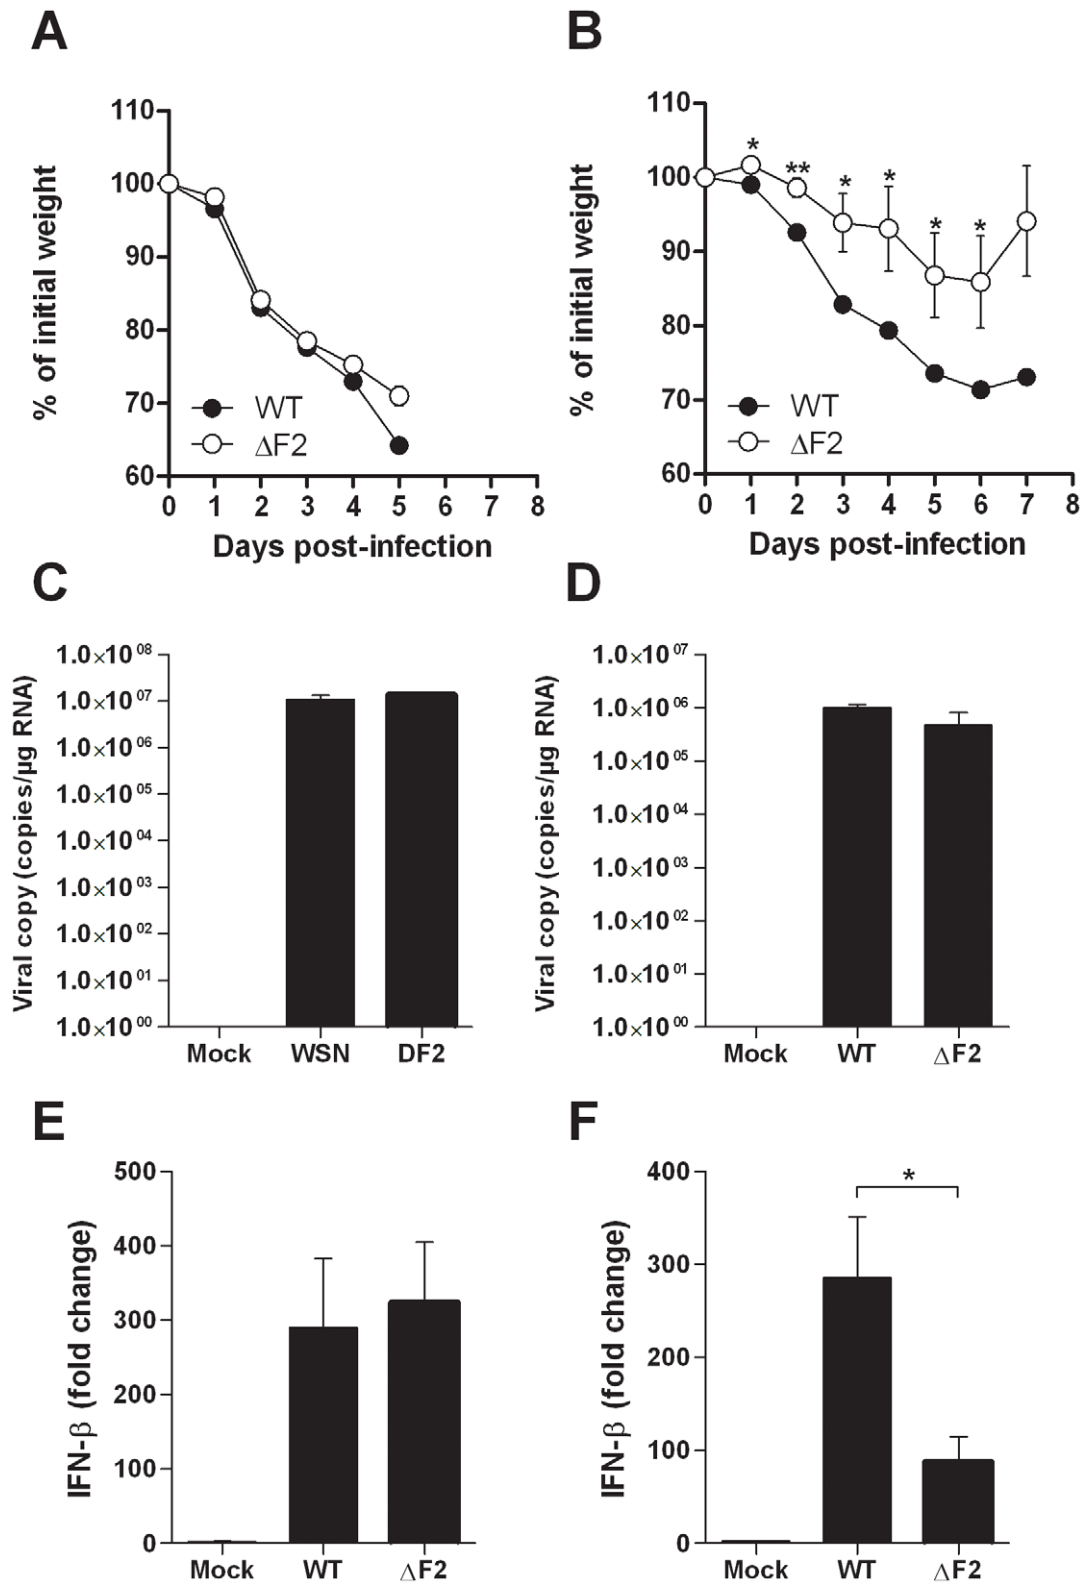 A
B
110
100
90
80
70
60
% of initial weight
WT
ΔF2
0 1 2 3 4 5 6 7 8
Days post-infection
110
100
90
80
70
60
% of initial weight
* ** * * * *
WT
ΔF2
0 1 2 3 4 5 6 7 8
Days post-infection
C
D
1.0×10 08
1.0×10 07
1.0×10 06
1.0×10 05
1.0×10 04
1.0×10 03
1.0×10 02
1.0×10 01
1.0×10 00
Viral copy (copies/µg RNA)
Mock WSN DF2
1.0×10 07
1.0×10 06
1.0×10 05
1.0×10 04
1.0×10 03
1.0×10 02
1.0×10 01
1.0×10 00
Viral copy (copies/µg RNA)
Mock WT ΔF2
E
F
500
400
300
200
100
0
IFN-β (fold change)
Mock WT ΔF2
400
300
200
100
0
IFN-β (fold change)
*
Mock WT ΔF2